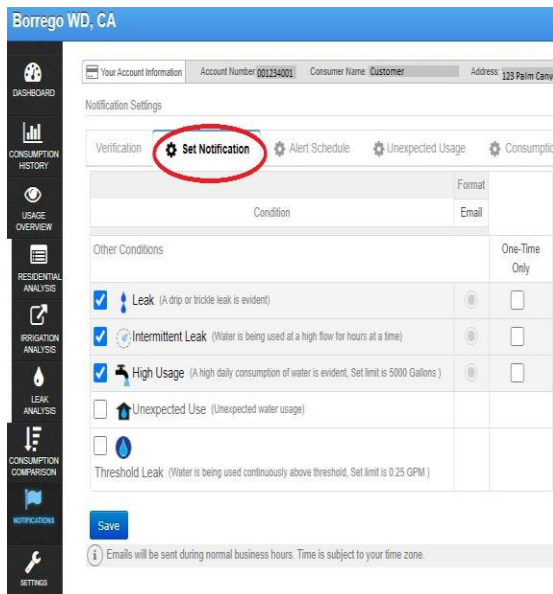 Borrego WD, CA
Your Account Information Account Number 001234001 Consumer Name: Customer Address: 123 Palm Cany
DASHBOARD
Notification Settings
CONSUMPTION
HISTORY
Verification Set Notification Alert Schedule Unexpected Usage Consumptio
USAGE
OVERVIEW
Format
Condition Email
RESIDENTIAL
ANALYSIS
Other Conditions One-Time
Only
IRRIGATION
ANALYSIS
Leak (A drip or trickle leak is evident)
Intermittent Leak (Water is being used at a high flow for hours at a time)
LEAK
ANALYSIS
High Usage (A high daily consumption of water is evident, Set limit is 5000 Gallons )
Unexpected Use (Unexpected water usage)
CONSUMPTION
COMPARISON
Threshold Leak (Water is being used continuously above threshold, Set limit is 0.25 GPM )
NOTIFICATIONS
Save
Emails will be sent during normal business hours. Time is subject to your time zone.
SETTINGS